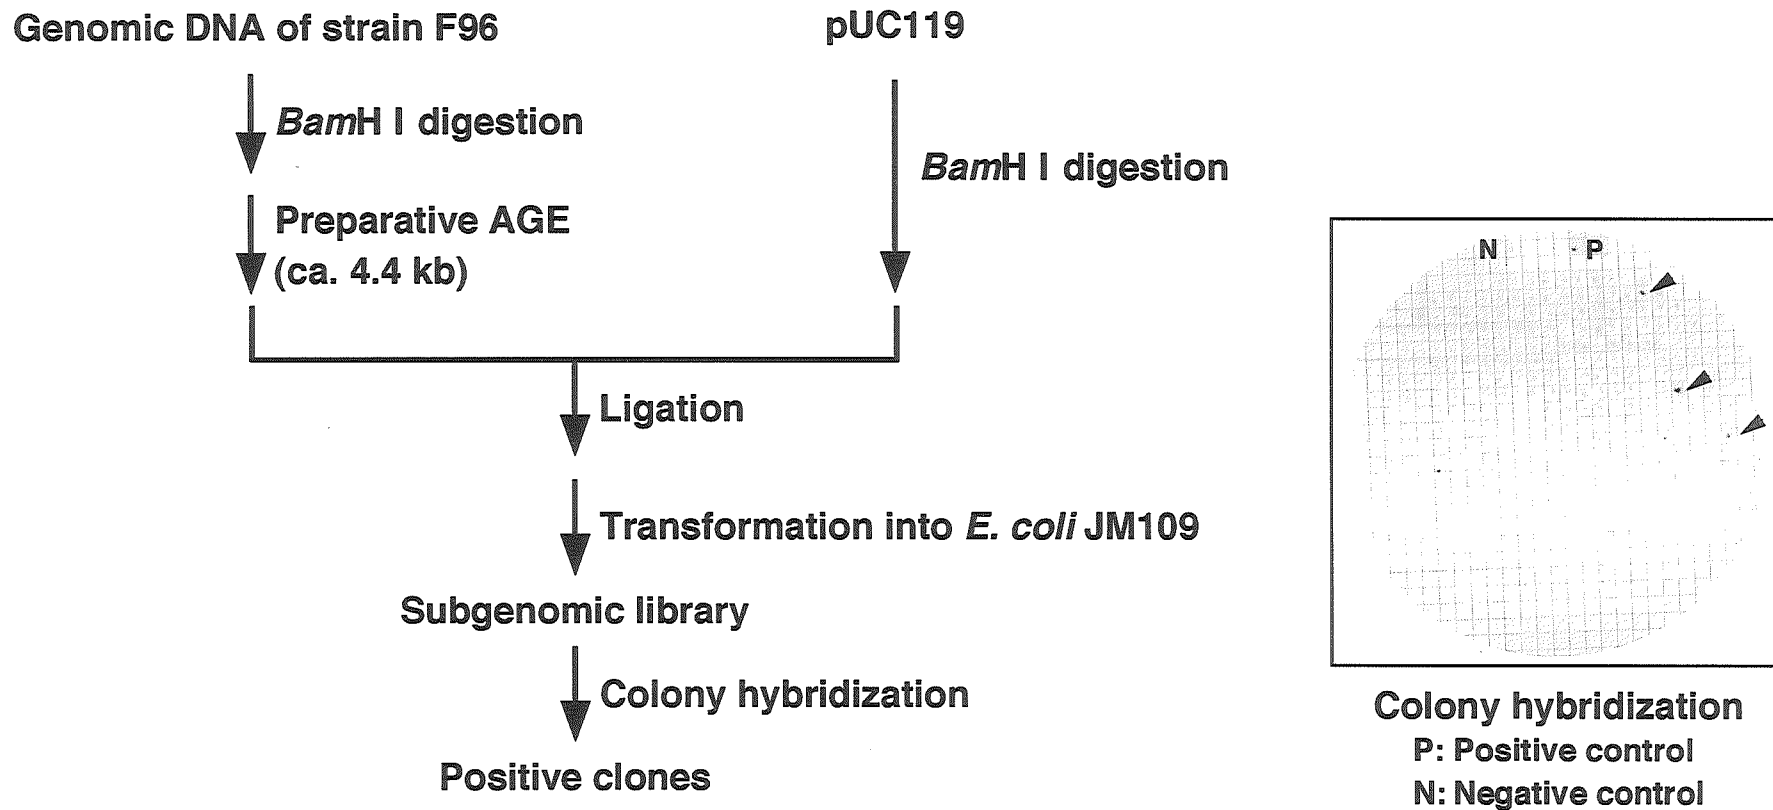 Genomic DNA of strain F96
pUC119
BamH I digestion
BamH I digestion
Preparative AGE
(ca. 4.4 kb)
Ligation
Transformation into E. coli JM109
Subgenomic library
Colony hybridization
Positive clones
N P
Colony hybridization
P: Positive control
N: Negative control